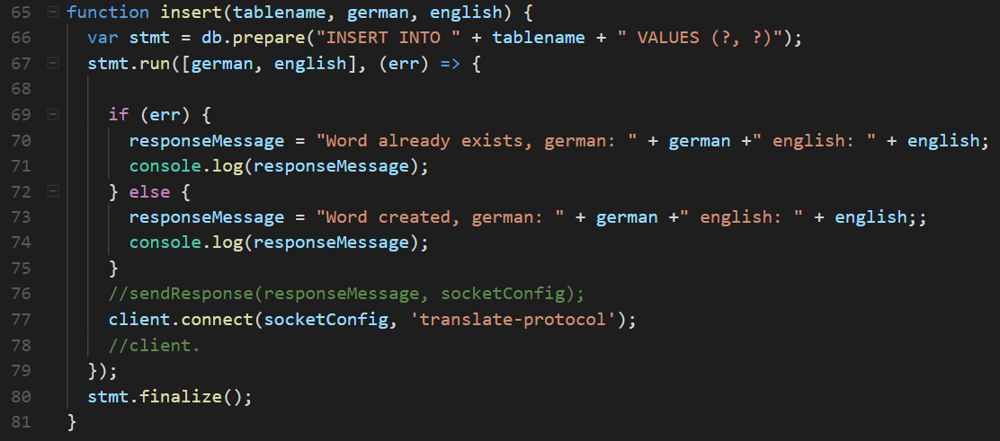 65 function insert(tablename, german, english) {
66 var stmt = db.prepare("INSERT INTO " + tablename + " VALUES (?, ?)");
67 stmt.run([german, english], (err) => {
68
69 if (err) {
70 responseMessage = "Word already exists, german: " + german +" english: " + english;
71 console.log(responseMessage);
72 } else {
73 responseMessage = "Word created, german: " + german +" english: " + english;;
74 console.log(responseMessage);
75 }
76 //sendResponse(responseMessage, socketConfig);
77 client.connect(socketConfig, 'translate-protocol');
78 //client.
79 });
80 stmt.finalize();
81 }